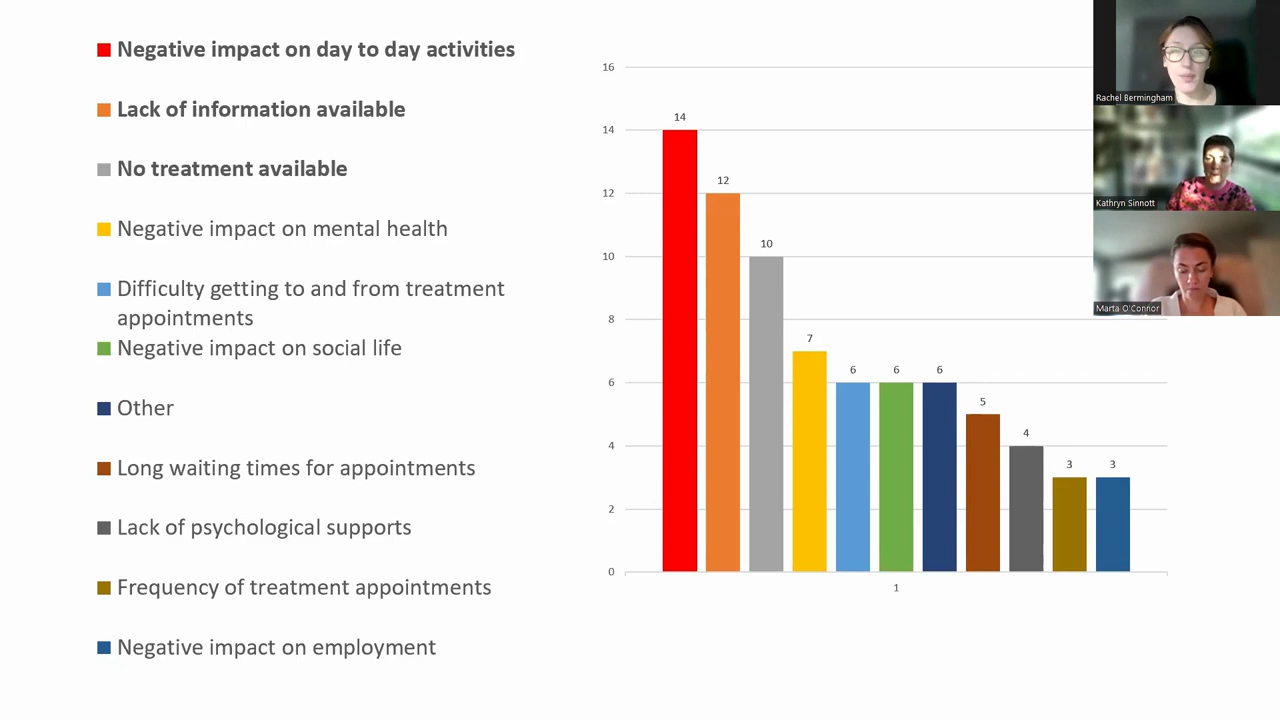 Negative impact on day to day activities
Lack of information available
No treatment available
Negative impact on mental health
Difficulty getting to and from treatment
appointments
Negative impact on social life
Other
Long waiting times for appointments
Lack of psychological supports
Frequency of treatment appointments
Negative impact on employment
16
14
12
10
8
6
4
2
0
14
12
10
7
6
6
6
5
4
3
3
1
Rachel Bermingham
Kathryn Sinnott
Marta O'Connor